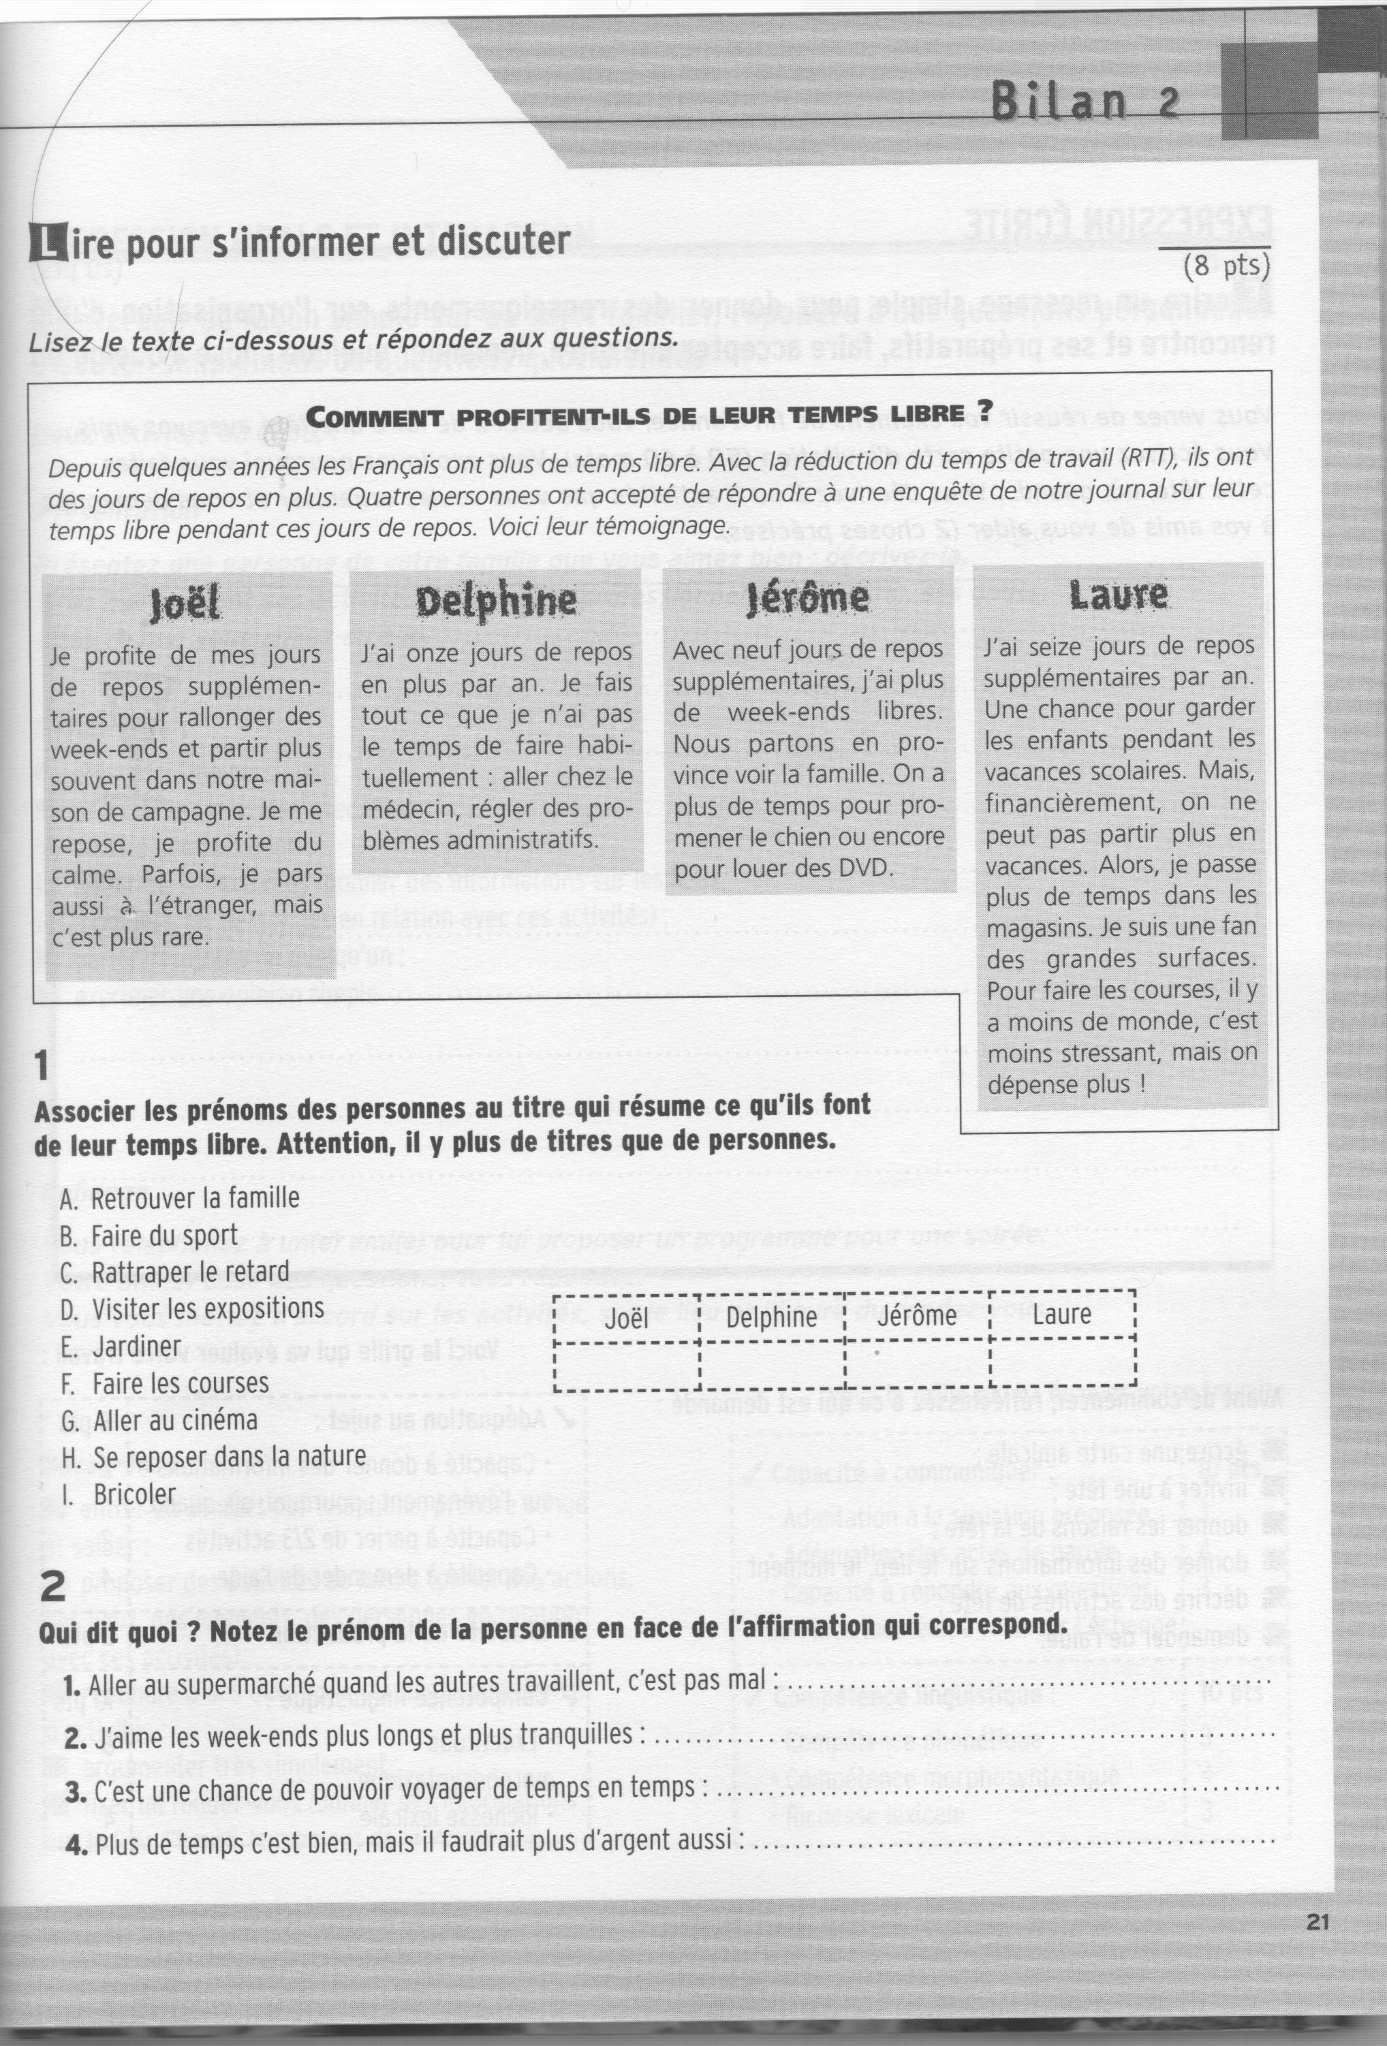 Bilan 2
Lire pour s'informer et discuter
(8 pts)
Lisez le texte ci-dessous et répondez aux questions.
COMMENT PROFITENT-ILS DE LEUR TEMPS LIBRE ?
Depuis quelques années les Français ont plus de temps libre. Avec la réduction du temps de travail (RTT), ils ont
des jours de repos en plus. Quatre personnes ont accepté de répondre à une enquête de notre journal sur leur
temps libre pendant ces jours de repos. Voici leur témoignage.
Joël
Je profite de mes jours
de repos supplémen-
taires pour rallonger des
week-ends et partir plus
souvent dans notre mai-
son de campagne. Je me
repose, je profite du
calme. Parfois, je pars
aussi à l'étranger, mais
c'est plus rare.
Delphine
J'ai onze jours de repos
en plus par an. Je fais
tout ce que je n'ai pas
le temps de faire habi-
tuellement : aller chez le
médecin, régler des pro-
blèmes administratifs.
Jérôme
Avec neuf jours de repos
supplémentaires, j'ai plus
de week-ends libres.
Nous partons en pro-
vince voir la famille. On a
plus de temps pour pro-
mener le chien ou encore
pour louer des DVD.
Laure
J'ai seize jours de repos
supplémentaires par an.
Une chance pour garder
les enfants pendant les
vacances scolaires. Mais,
financièrement, on ne
peut pas partir plus en
vacances. Alors, je passe
plus de temps dans les
magasins. Je suis une fan
des grandes surfaces.
Pour faire les courses, il y
a moins de monde, c'est
moins stressant, mais on
dépense plus !
1
Associer les prénoms des personnes au titre qui résume ce qu'ils font
de leur temps libre. Attention, il y plus de titres que de personnes.
A. Retrouver la famille
B. Faire du sport
C. Rattraper le retard
D. Visiter les expositions
E. Jardiner
F. Faire les courses
G. Aller au cinéma
H. Se reposer dans la nature
I. Bricoler
Joël Delphine Jérôme Laure
2
Qui dit quoi ? Notez le prénom de la personne en face de l'affirmation qui correspond.
1. Aller au supermarché quand les autres travaillent, c'est pas mal :
2. J'aime les week-ends plus longs et plus tranquilles :
3. C'est une chance de pouvoir voyager de temps en temps :
4. Plus de temps c'est bien, mais il faudrait plus d'argent aussi :
21